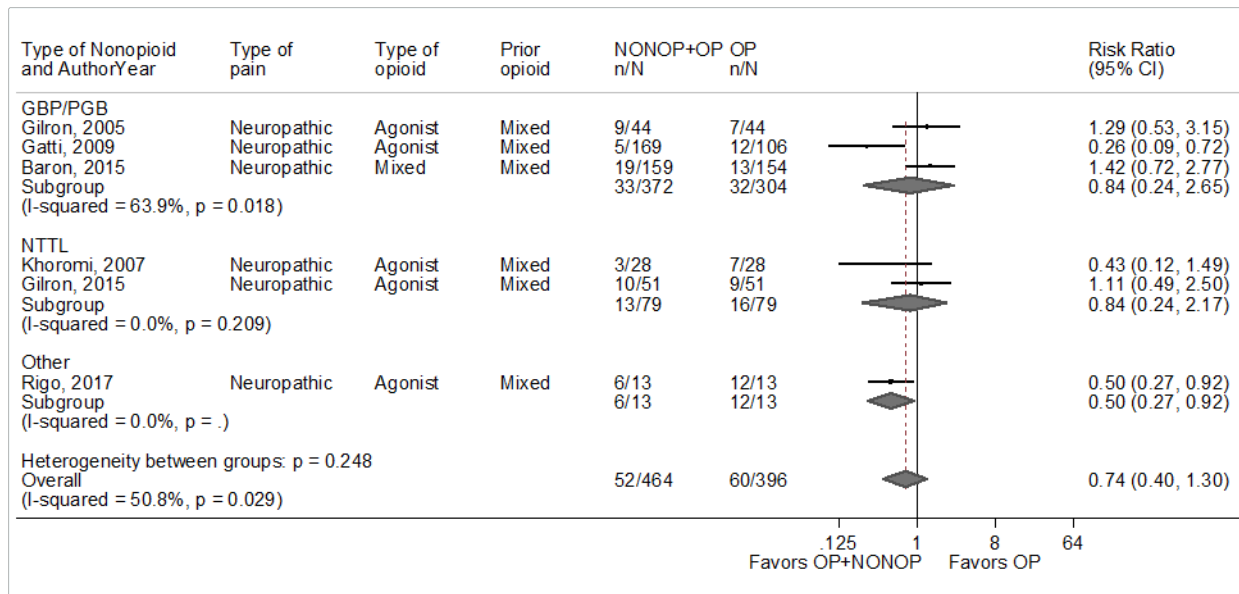 Type of Nonopioid Type of Type of Prior NONOP+OP OP Risk Ratio
and AuthorYear pain opioid opioid n/N n/N (95% CI)
GBP/PGB
Gilron, 2005 Neuropathic Agonist Mixed 9/44 7/44 1.29 (0.53, 3.15)
Gatti, 2009 Neuropathic Agonist Mixed 5/169 12/106 0.26 (0.09, 0.72)
Baron, 2015 Neuropathic Mixed Mixed 19/159 13/154 1.42 (0.72, 2.77)
Subgroup 33/372 32/304 0.84 (0.24, 2.65)
(I-squared = 63.9%, p = 0.018)
NTTL
Khoromi, 2007 Neuropathic Agonist Mixed 3/28 7/28 0.43 (0.12, 1.49)
Gilron, 2015 Neuropathic Agonist Mixed 10/51 9/51 1.11 (0.49, 2.50)
Subgroup 13/79 16/79 0.84 (0.24, 2.17)
(I-squared = 0.0%, p = 0.209)
Other
Rigo, 2017 Neuropathic Agonist Mixed 6/13 12/13 0.50 (0.27, 0.92)
Subgroup 6/13 12/13 0.50 (0.27, 0.92)
(I-squared = 0.0%, p = .)
Heterogeneity between groups: p = 0.248
Overall 52/464 60/396 0.74 (0.40, 1.30)
(I-squared = 50.8%, p = 0.029)
.125 1 8 64
Favors OP+NONOP Favors OP